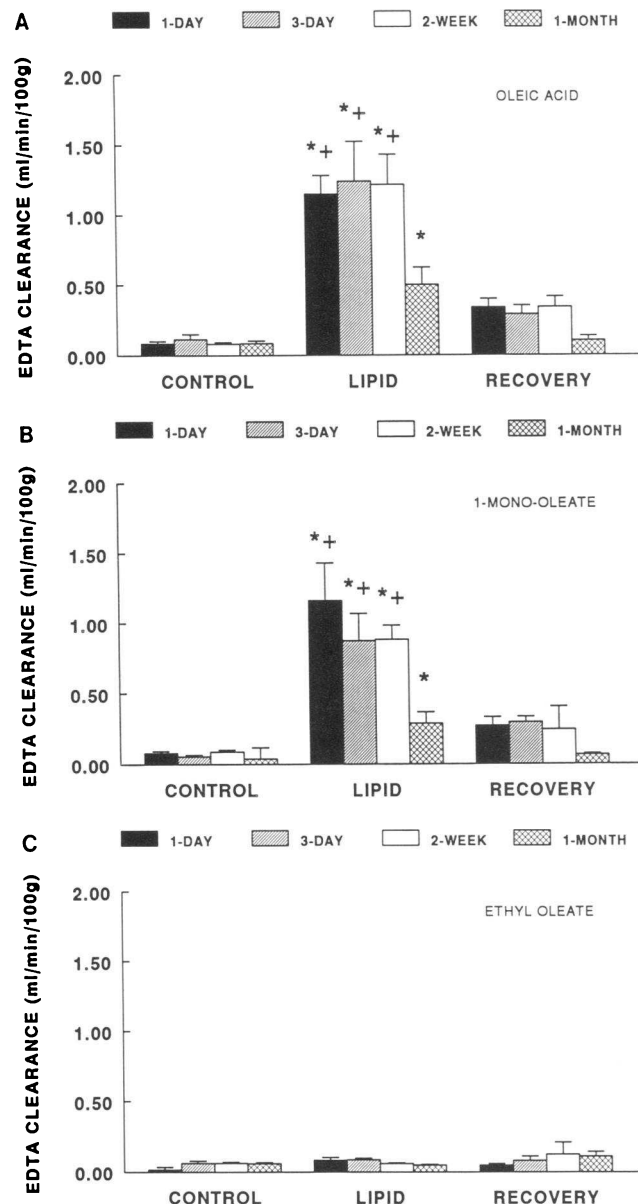 A
1-DAY 3-DAY 2-WEEK 1-MONTH
EDTA CLEARANCE (ml/min/100g)
OLEIC ACID
2.00
1.50
1.00
0.50
0.00
*+ *+ *+ *
CONTROL LIPID RECOVERY
B
1-DAY 3-DAY 2-WEEK 1-MONTH
EDTA CLEARANCE (ml/min/100g)
1-MONO-OLEATE
2.00
1.50
1.00
0.50
0.00
*+ *+ *+ *
CONTROL LIPID RECOVERY
C
1-DAY 3-DAY 2-WEEK 1-MONTH
EDTA CLEARANCE (ml/min/100g)
ETHYL OLEATE
2.00
1.50
1.00
0.50
0.00
CONTROL LIPID RECOVERY